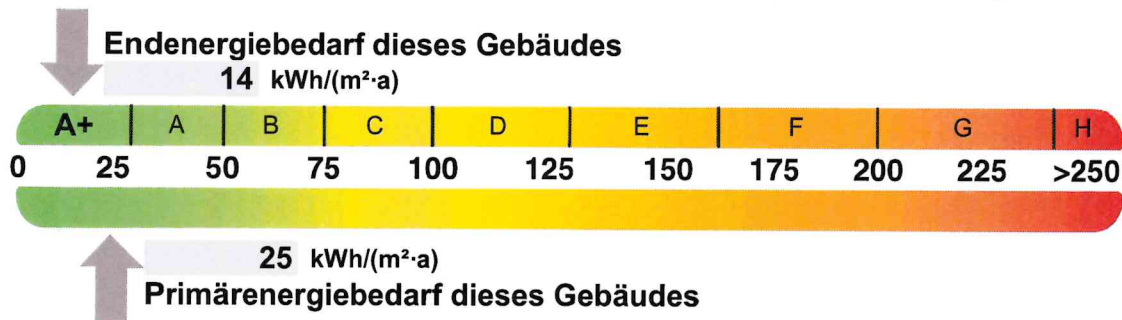 Endenergiebedarf dieses Gebäudes
14 kWh/(m²·a)
A+ A B C D E F G H
0 25 50 75 100 125 150 175 200 225 >250
25 kWh/(m²·a)
Primärenergiebedarf dieses Gebäudes